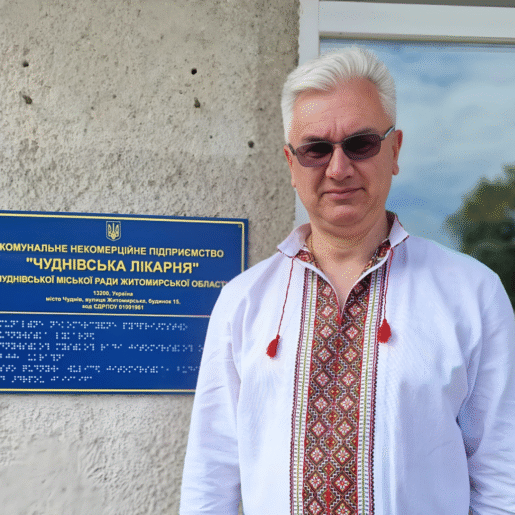 КОМУНАЛЬНЕ НЕКОМЕРЦІЙНЕ ПІДПРИЄМСТВО
"ЧУДНІВСЬКА ЛІКАРНЯ"
ЧУДНІВСЬКОЇ МІСЬКОЇ РАДИ ЖИТОМИРСЬКОЇ ОБЛАСТІ
13200, Україна
місто Чуднів, вулиця Житомирська, будинок 15,
код ЄДРПОУ 01991961